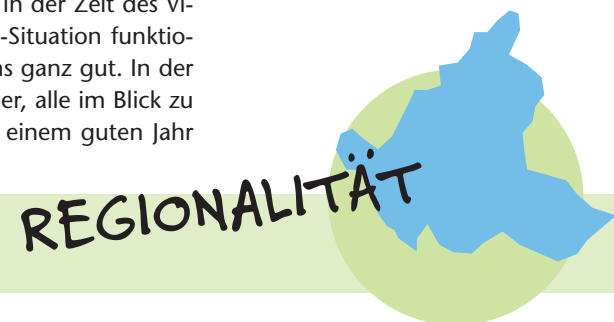 in der Zeit des vi-
-Situation funktio-
ns ganz gut. In der
er, alle im Blick zu
einem guten Jahr
REGIONALITÄT